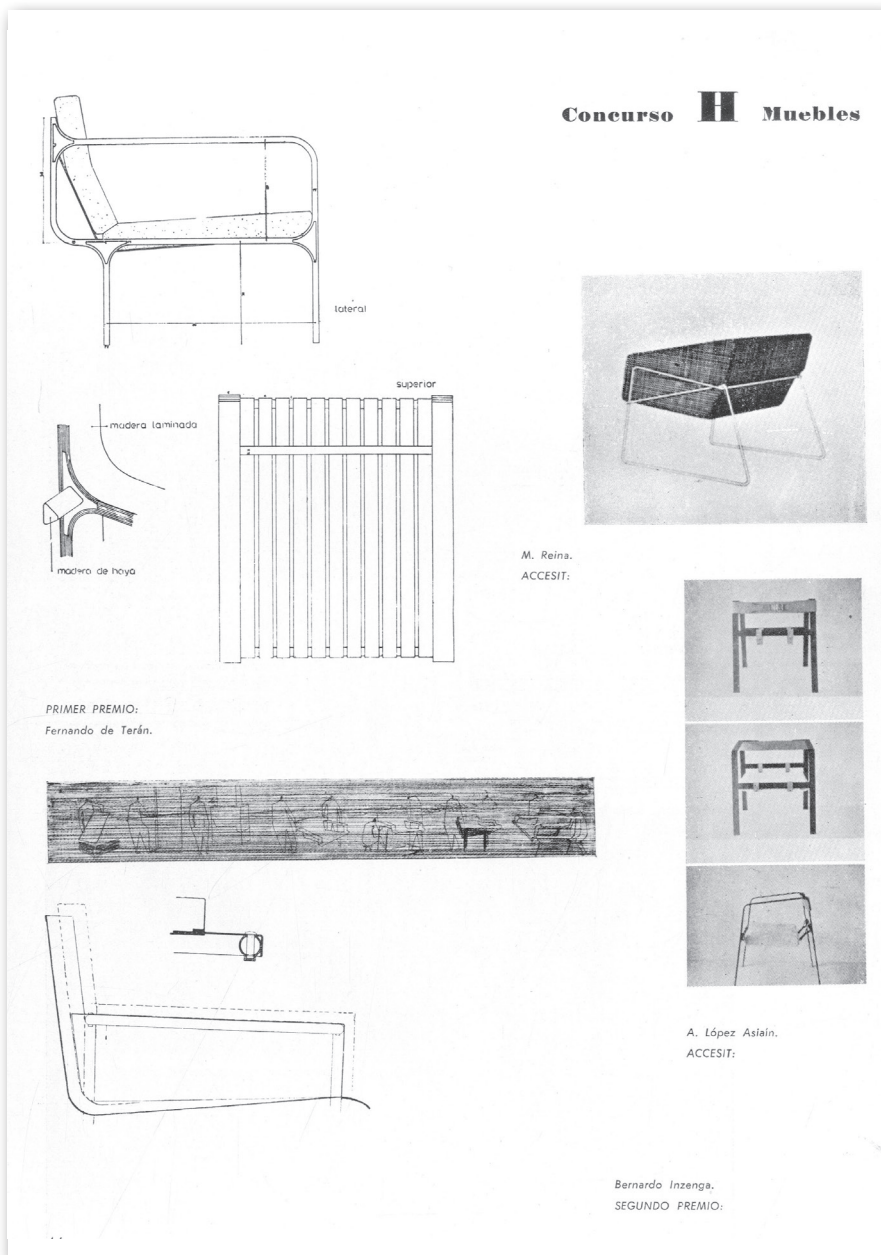 Concurso H Muebles
lateral
superior
madera laminada
madera de haya
M. Reina.
ACCESIT:
PRIMER PREMIO:
Fernando de Terán.
A. López Asiain.
ACCESIT:
Bernardo Inzenga.
SEGUNDO PREMIO: